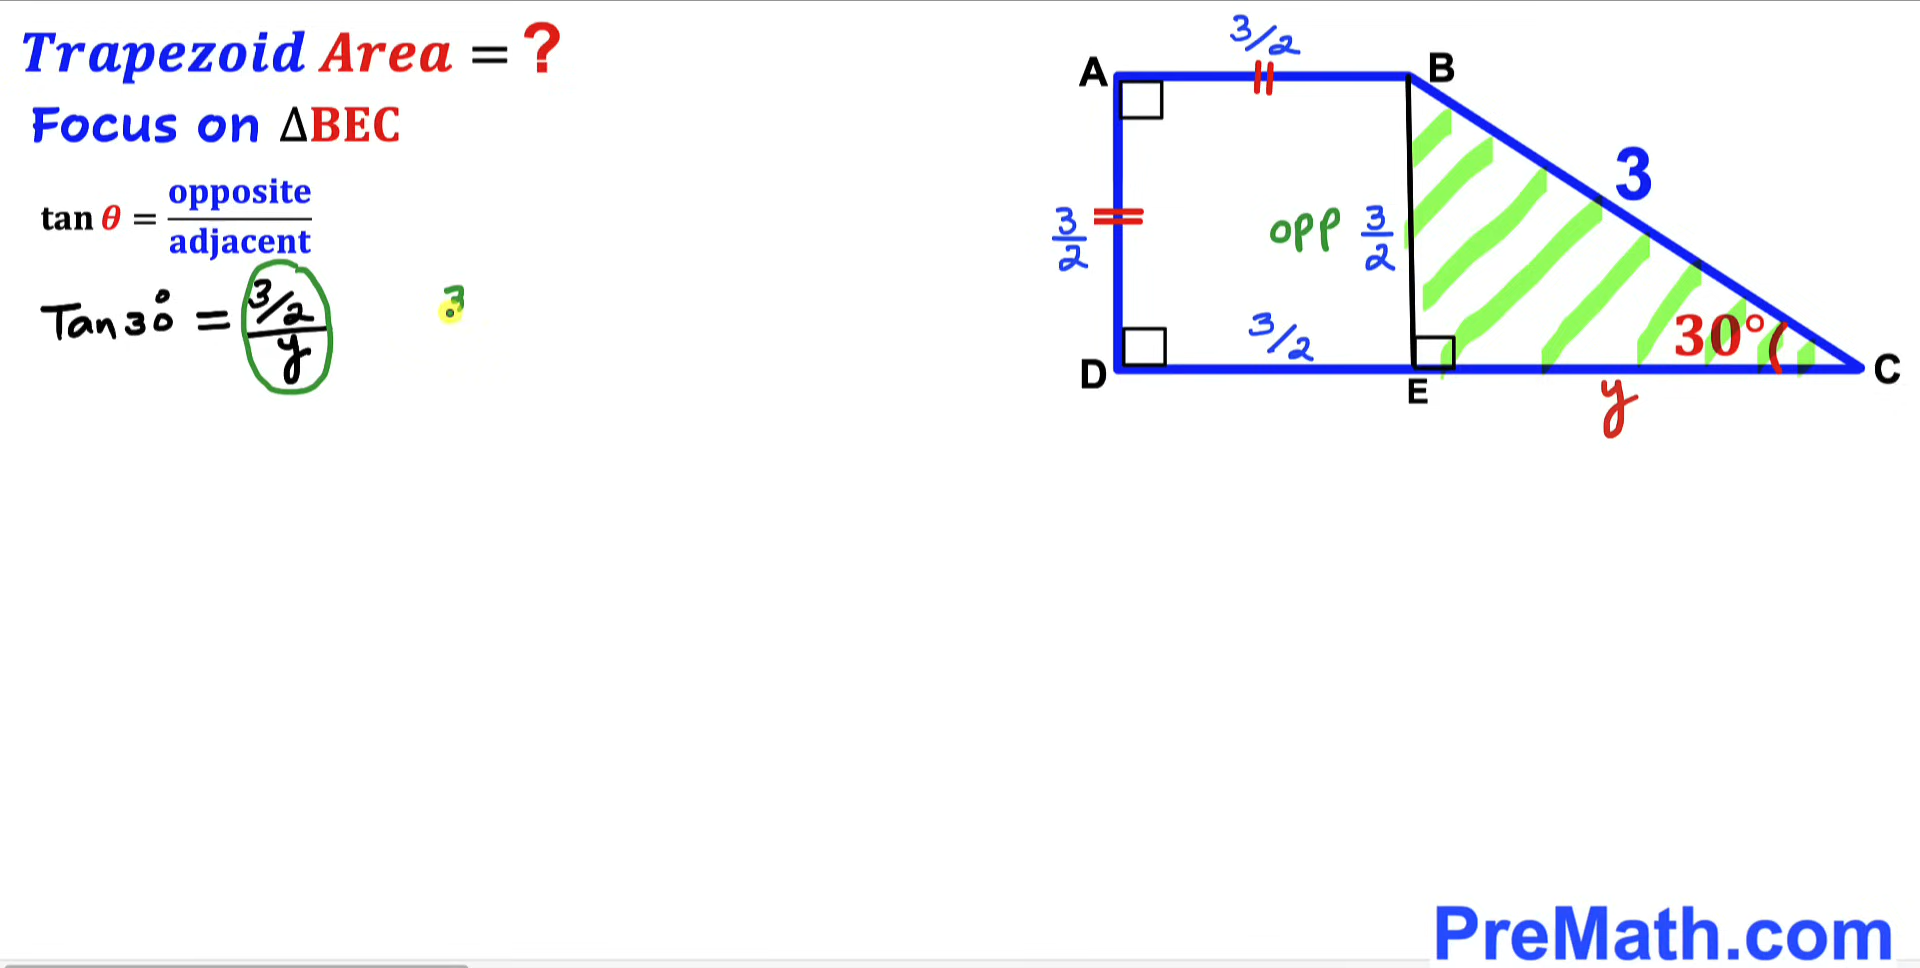 Trapezoid Area = ?
Focus on ΔBEC
tan θ = opposite / adjacent
Tan 30° = 3/2 / y
3
3/2
A
B
3
3/2
opp 3/2
3/2
30°
D
E
C
y
PreMath.com